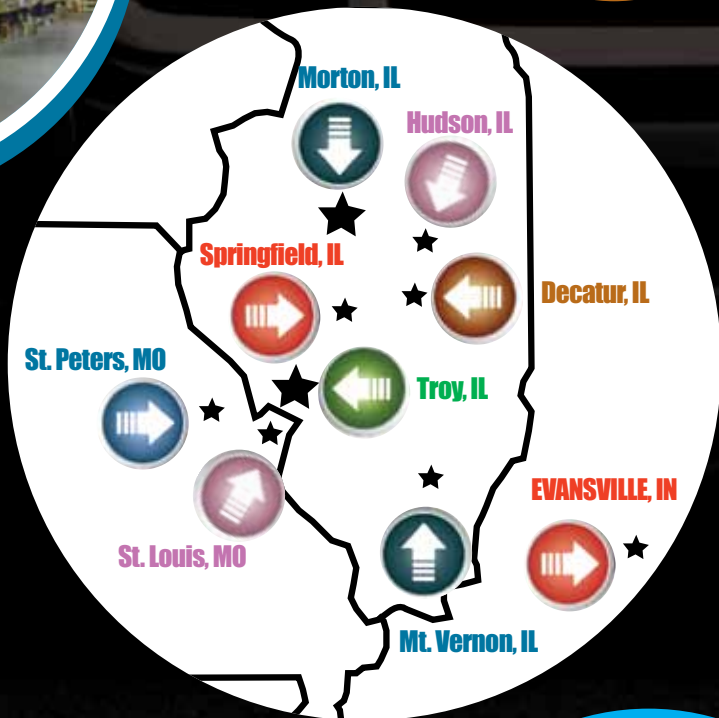 Morton, IL
Hudson, IL
Springfield, IL
Decatur, IL
St. Peters, MO
Troy, IL
EVANSVILLE, IN
St. Louis, MO
Mt. Vernon, IL